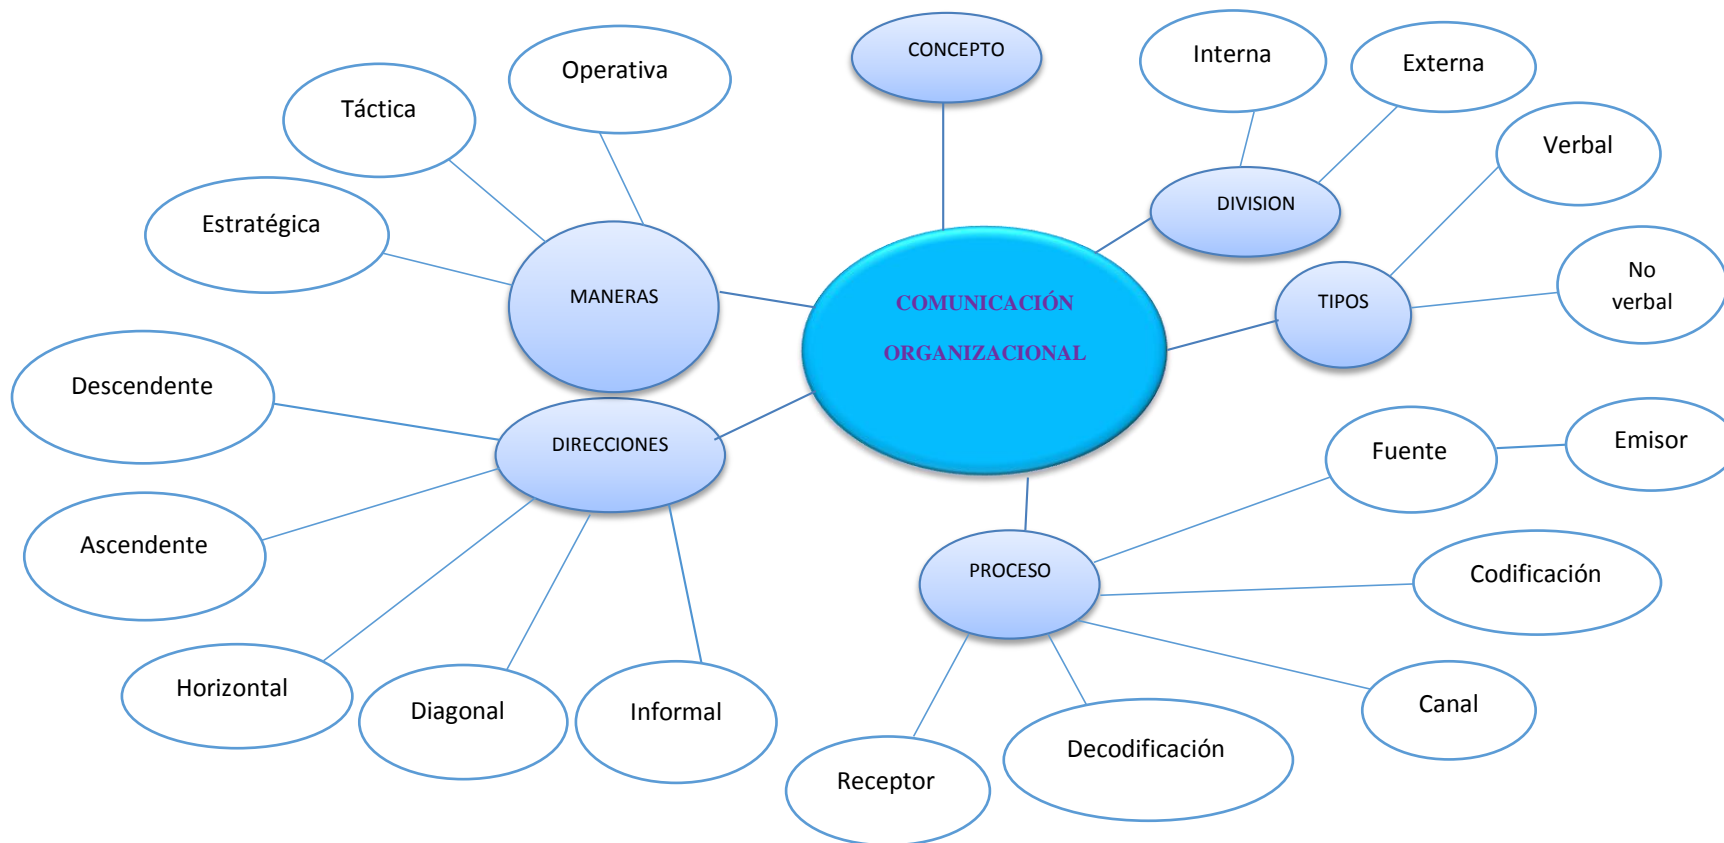 CONCEPTO
Interna
Externa
Operativa
Táctica
Verbal
Estratégica
DIVISION
No
verbal
MANERAS
COMUNICACIÓN
ORGANIZACIONAL
TIPOS
Descendente
DIRECCIONES
Fuente
Emisor
Ascendente
PROCESO
Codificación
Horizontal
Diagonal
Informal
Canal
Decodificación
Receptor